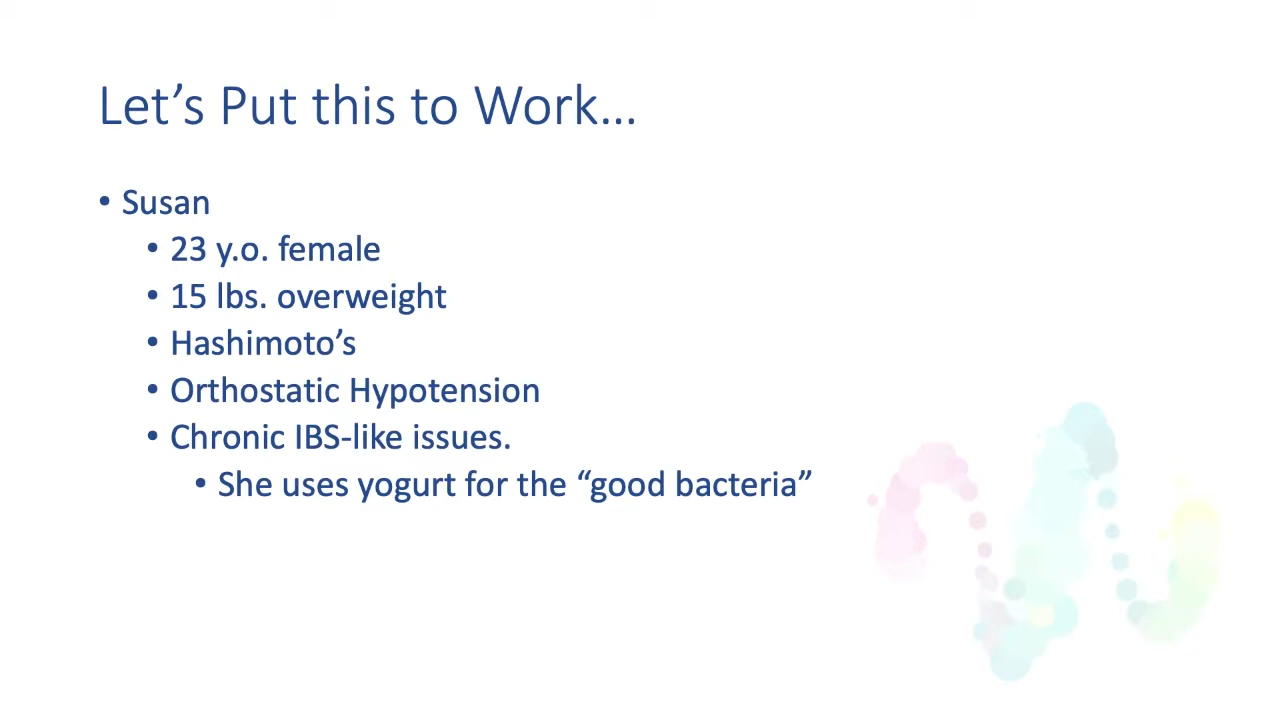 Let’s Put this to Work…
• Susan
• 23 y.o. female
• 15 lbs. overweight
• Hashimoto’s
• Orthostatic Hypotension
• Chronic IBS-like issues.
• She uses yogurt for the “good bacteria”